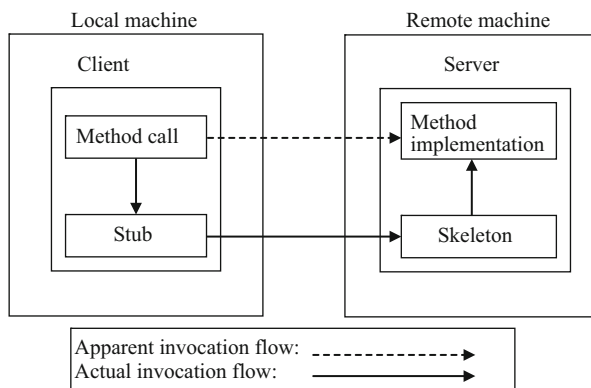 Local machine
Remote machine
Client
Server
Method call
Method
implementation
Stub
Skeleton
Apparent invocation flow:
Actual invocation flow: